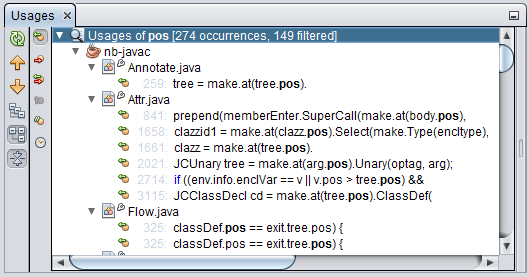 Usages
Usages of pos [274 occurrences, 149 filtered]
nb-javac
Annotate.java
259: tree = make.at(tree.pos).
Attr.java
841: prepend(memberEnter.SuperCall(make.at(body.pos),
1658: clazzid1 = make.at(clazz.pos).Select(make.Type(encltype),
1661: clazz = make.at(tree.pos).
2021: JCUnary tree = make.at(arg.pos).Unary(optag, arg);
2714: if ((env.info.enclVar == v || v.pos > tree.pos) &&
3115: JCClassDecl cd = make.at(tree.pos).ClassDef(
Flow.java
325: classDef.pos == exit.tree.pos) {
325: classDef.pos == exit.tree.pos) {